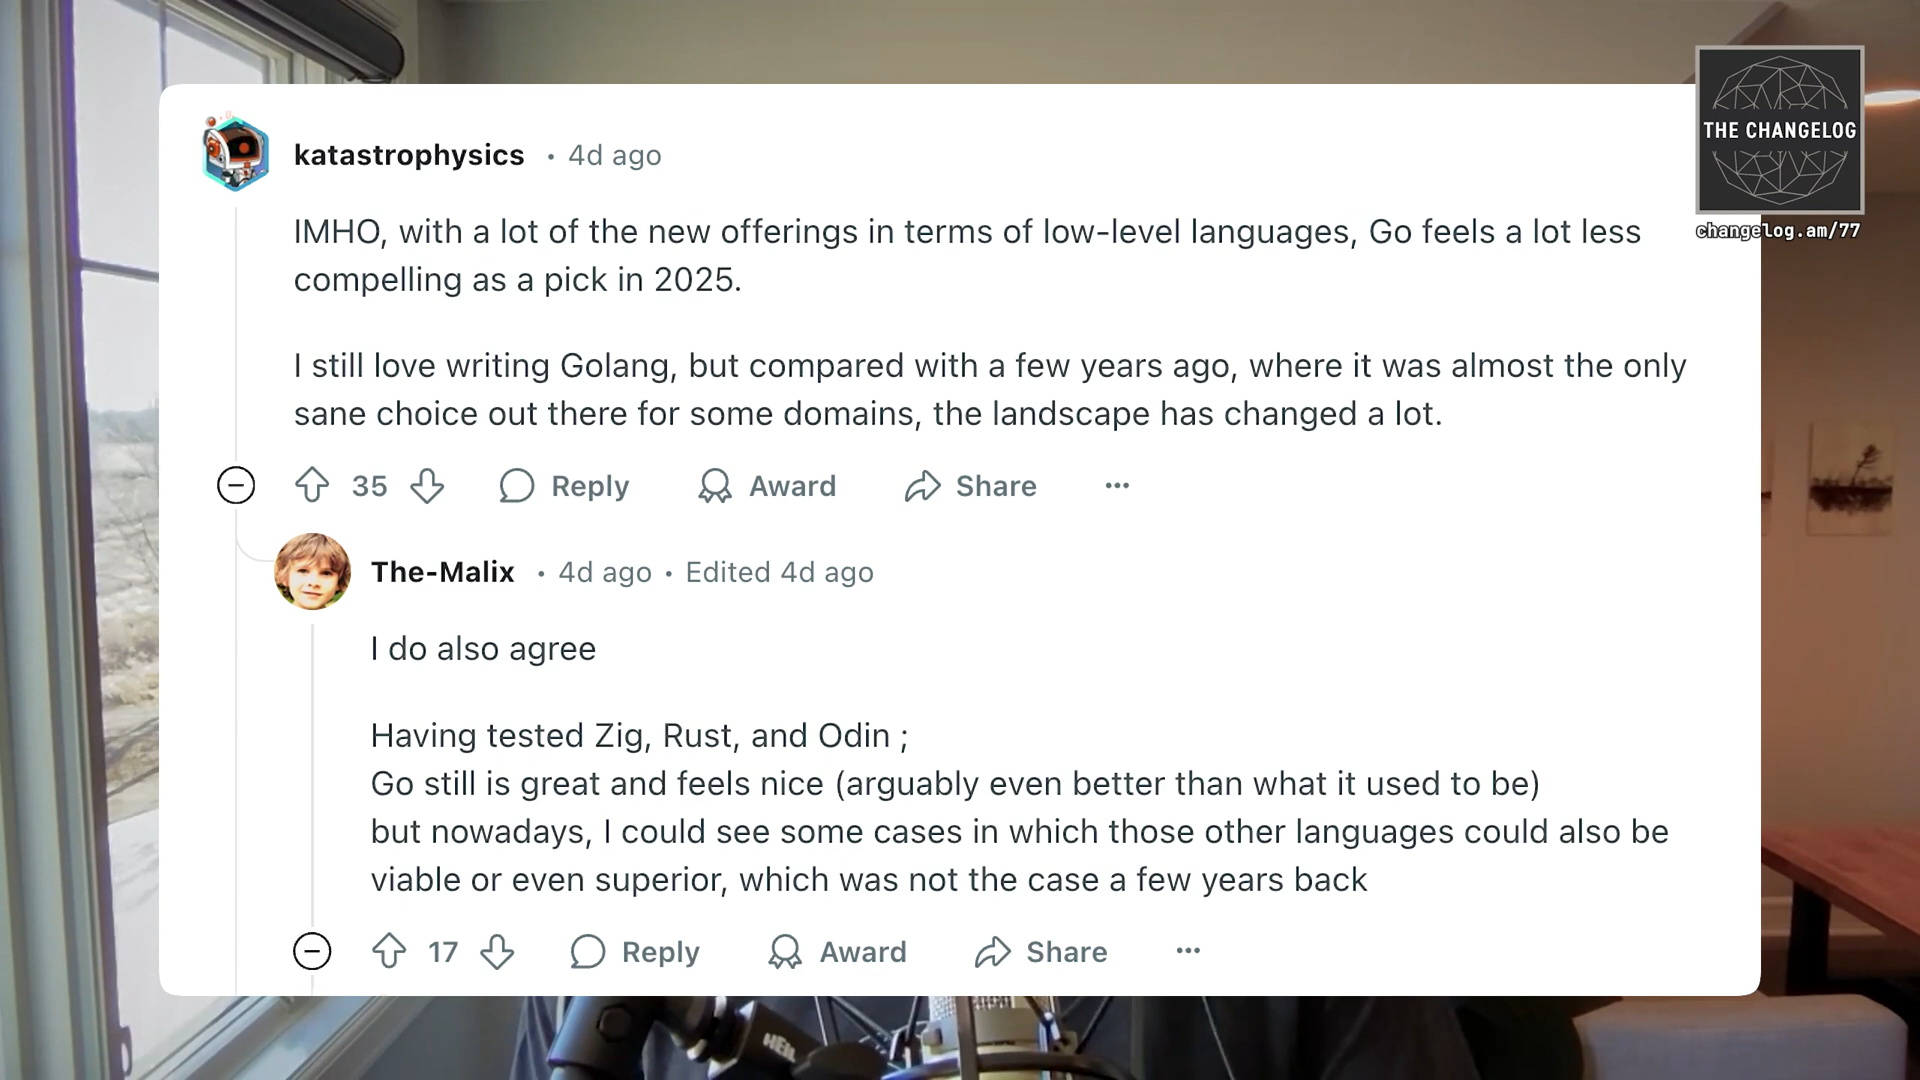 THE CHANGELOG
changelog.am/77
katastrophysics • 4d ago
IMHO, with a lot of the new offerings in terms of low-level languages, Go feels a lot less
compelling as a pick in 2025.
I still love writing Golang, but compared with a few years ago, where it was almost the only
sane choice out there for some domains, the landscape has changed a lot.
35 Reply Award Share ...
The-Malix • 4d ago • Edited 4d ago
I do also agree
Having tested Zig, Rust, and Odin ;
Go still is great and feels nice (arguably even better than what it used to be)
but nowadays, I could see some cases in which those other languages could also be
viable or even superior, which was not the case a few years back
17 Reply Award Share ...
HEIL